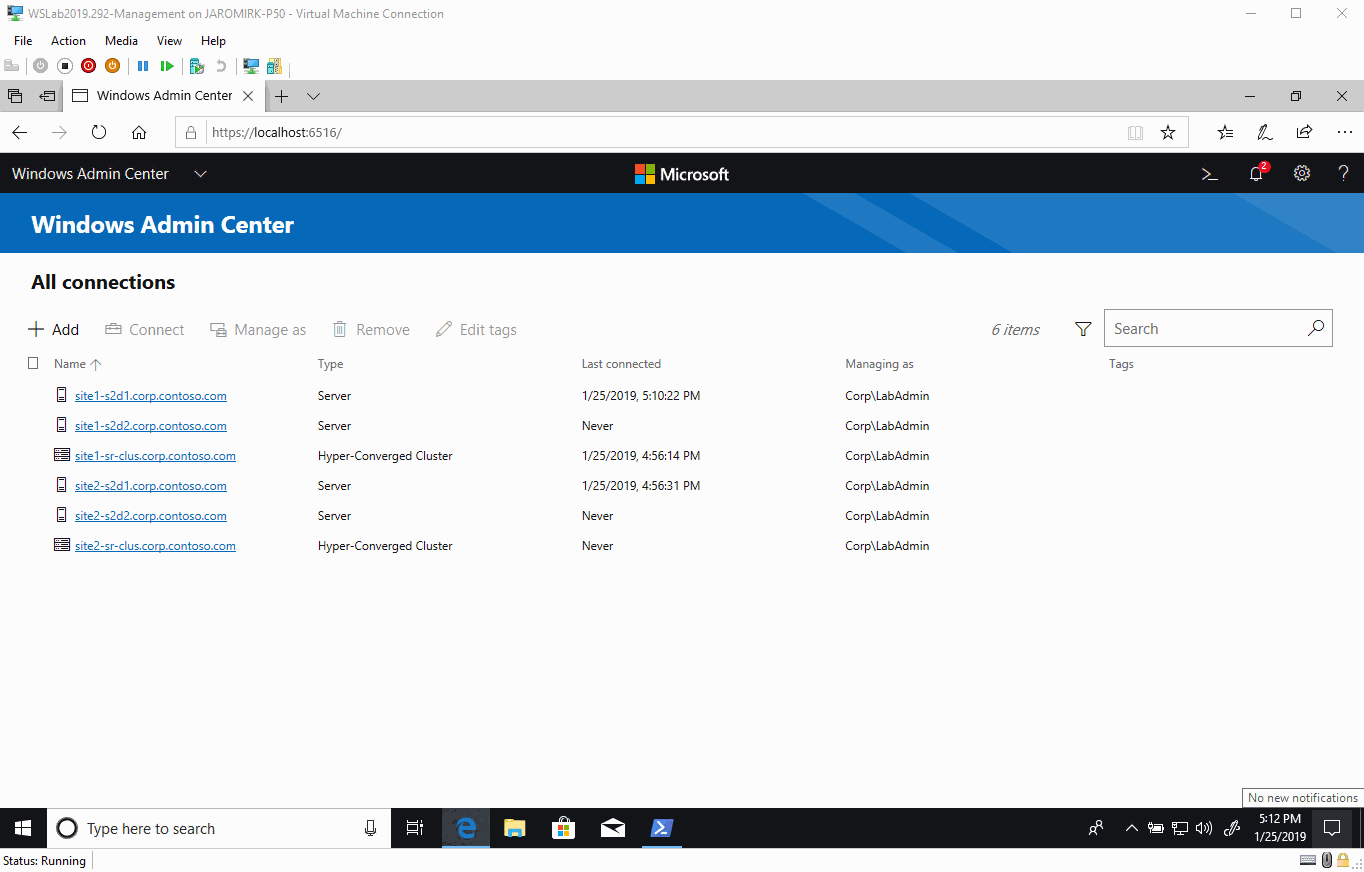 WSLab2019.292-Management on JAROMIRK-P50 - Virtual Machine Connection
File Action Media View Help
Windows Admin Center
https://localhost:6516/
Windows Admin Center Microsoft 2 ?
Windows Admin Center
All connections
Add Connect Manage as Remove Edit tags 6 items Search
Name Type Last connected Managing as Tags
site1-s2d1.corp.contoso.com Server 1/25/2019, 5:10:22 PM Corp\LabAdmin
site1-s2d2.corp.contoso.com Server Never Corp\LabAdmin
site1-sr-clus.corp.contoso.com Hyper-Converged Cluster 1/25/2019, 4:56:14 PM Corp\LabAdmin
site2-s2d1.corp.contoso.com Server 1/25/2019, 4:56:31 PM Corp\LabAdmin
site2-s2d2.corp.contoso.com Server Never Corp\LabAdmin
site2-sr-clus.corp.contoso.com Hyper-Converged Cluster Never Corp\LabAdmin
No new notifications
Type here to search
5:12 PM
1/25/2019
Status: Running